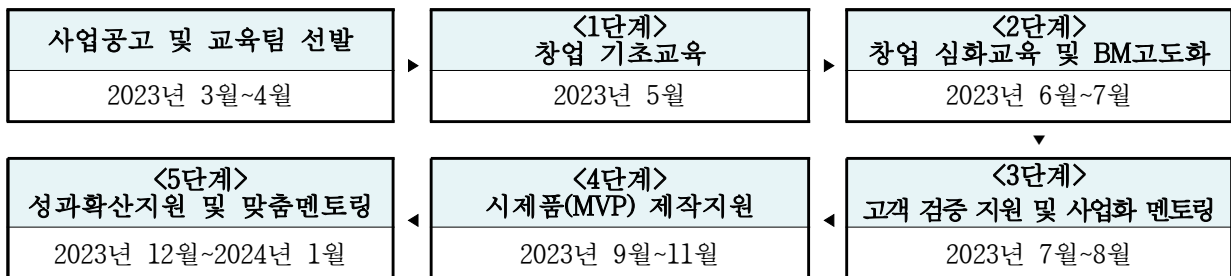 사업공고 및 교육팀 선발
2023년 3월~4월
▶
<1단계>
창업 기초교육
2023년 5월
▶
<2단계>
창업 심화교육 및 BM고도화
2023년 6월~7월
▼
<3단계>
고객 검증 지원 및 사업화 멘토링
2023년 7월~8월
◀
<4단계>
시제품(MVP) 제작지원
2023년 9월~11월
◀
<5단계>
성과확산지원 및 맞춤멘토링
2023년 12월~2024년 1월